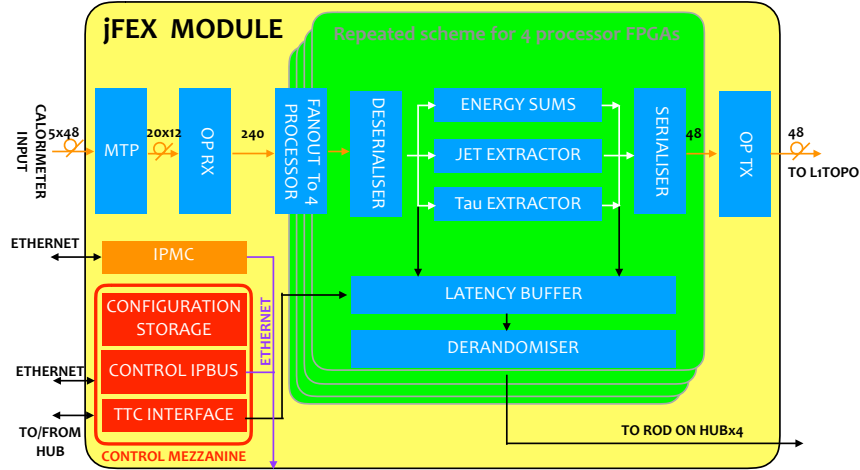 jFEX MODULE
Repeated scheme for 4 processor FPGAs
CALORIMETER
INPUT
5x48
MTP
20x12
OP RX
240
FANOUT To 4
PROCESSOR
DESERIALISER
ENERGY SUMS
JET EXTRACTOR
Tau EXTRACTOR
SERIALISER
48
OP TX
48
TO L1TOPO
ETHERNET
IPMC
CONFIGURATION
STORAGE
ETHERNET
CONTROL IPBUS
TTC INTERFACE
TO/FROM
HUB
CONTROL MEZZANINE
ETHERNET
LATENCY BUFFER
DERANDOMISER
TO ROD ON HUBx4